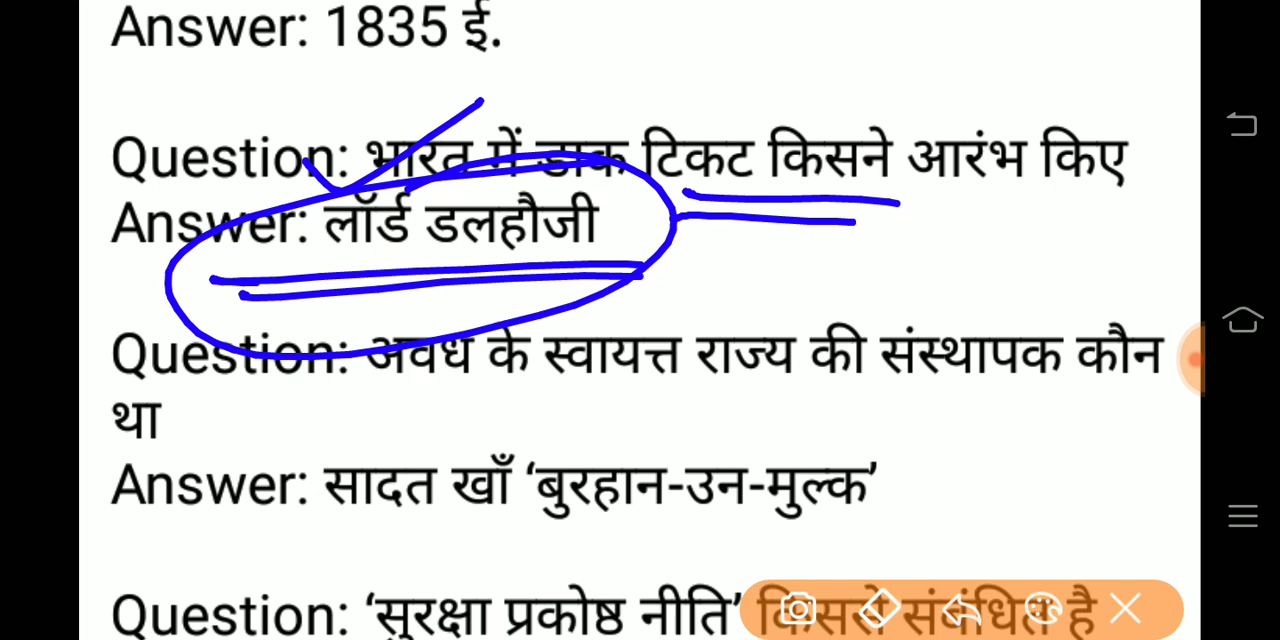 Answer: 1835 ई.
Question: भारत में डाक टिकट किसने आरंभ किए
Answer: लॉर्ड डलहौजी
Question: अवध के स्वायत्त राज्य की संस्थापक कौन
था
Answer: सादत खाँ ‘बुरहान-उन-मुल्क’
Question: ‘सुरक्षा प्रकोष्ठ नीति’ किससे संबंधित है